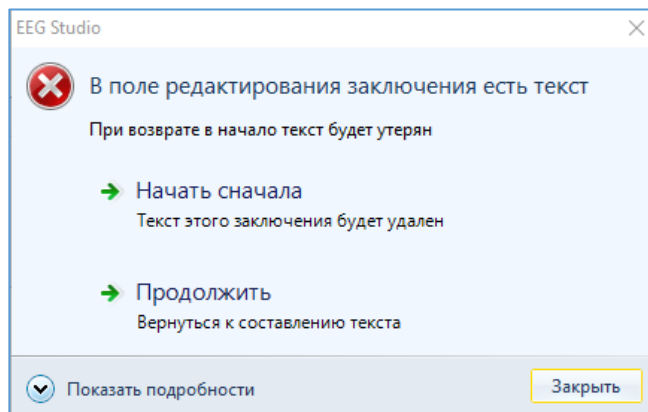 EEG Studio
В поле редактирования заключения есть текст
При возврате в начало текст будет утерян
Начать сначала
Текст этого заключения будет удален
Продолжить
Вернуться к составлению текста
Показать подробности
Закрыть